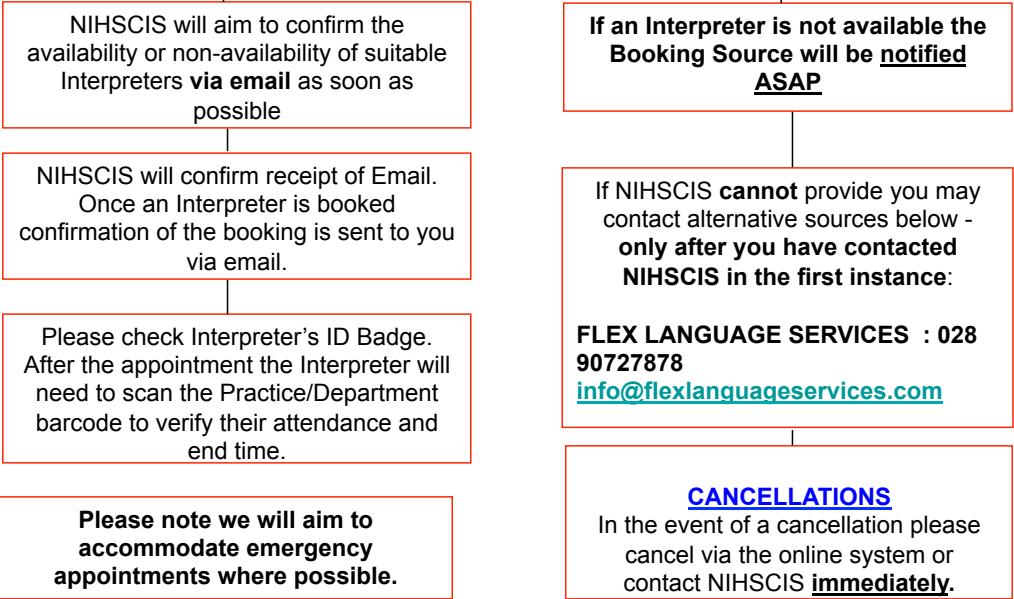 NIHSCIS will aim to confirm the
availability or non-availability of suitable
Interpreters via email as soon as
possible
NIHSCIS will confirm receipt of Email.
Once an Interpreter is booked
confirmation of the booking is sent to you
via email.
Please check Interpreter's ID Badge.
After the appointment the Interpreter will
need to scan the Practice/Department
barcode to verify their attendance and
end time.
Please note we will aim to
accommodate emergency
appointments where possible.
If an Interpreter is not available the
Booking Source will be notified
ASAP
If NIHSCIS cannot provide you may
contact alternative sources below -
only after you have contacted
NIHSCIS in the first instance:
FLEX LANGUAGE SERVICES : 028
90727878
info@flexlanguageservices.com
CANCELLATIONS
In the event of a cancellation please
cancel via the online system or
contact NIHSCIS immediately.